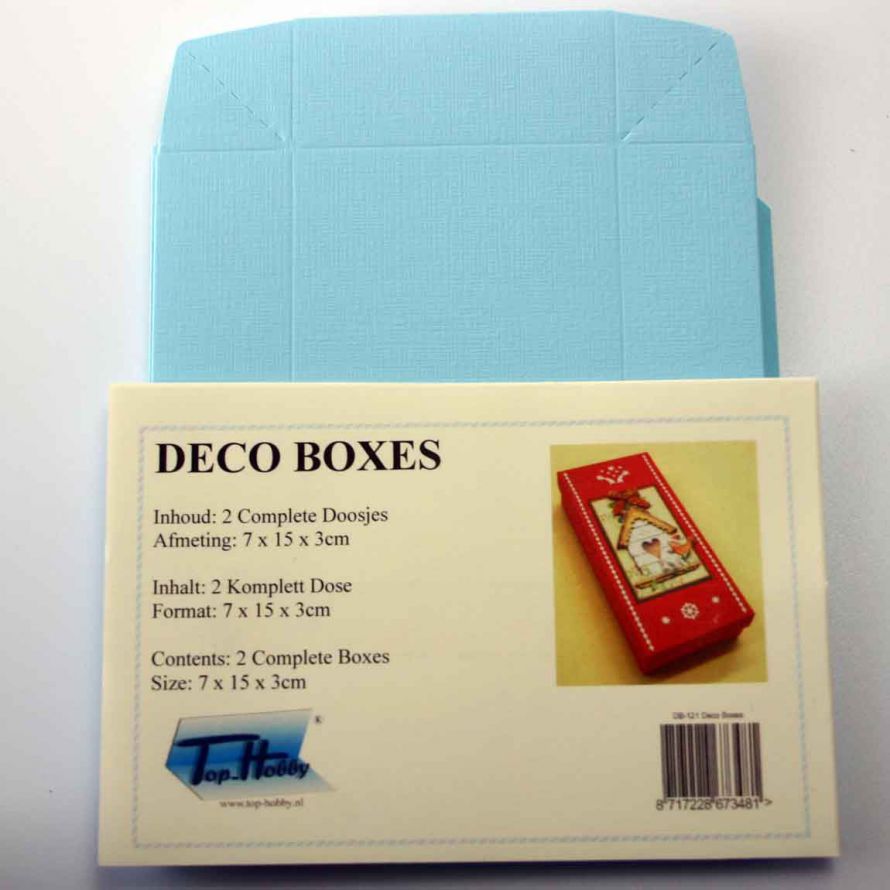 DECO BOXES
Inhoud: 2 Complete Doosjes
Afmeting: 7 x 15 x 3cm
Inhalt: 2 Komplett Dose
Format: 7 x 15 x 3cm
Contents: 2 Complete Boxes
Size: 7 x 15 x 3cm
Top-Hobby ®
www.top-hobby.nl
DB-121 Deco Boxes
8 717228 673481 >